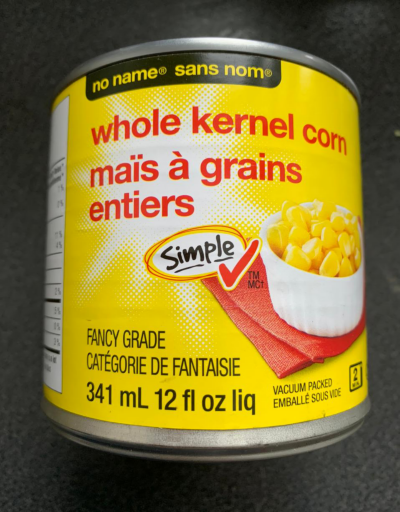 no name® sans nom®
whole kernel corn
maïs à grains
entiers
Simple
TM
MC†
FANCY GRADE
CATÉGORIE DE FANTAISIE
341 mL 12 fl oz liq
VACUUM PACKED
EMBALLÉ SOUS VIDE
2